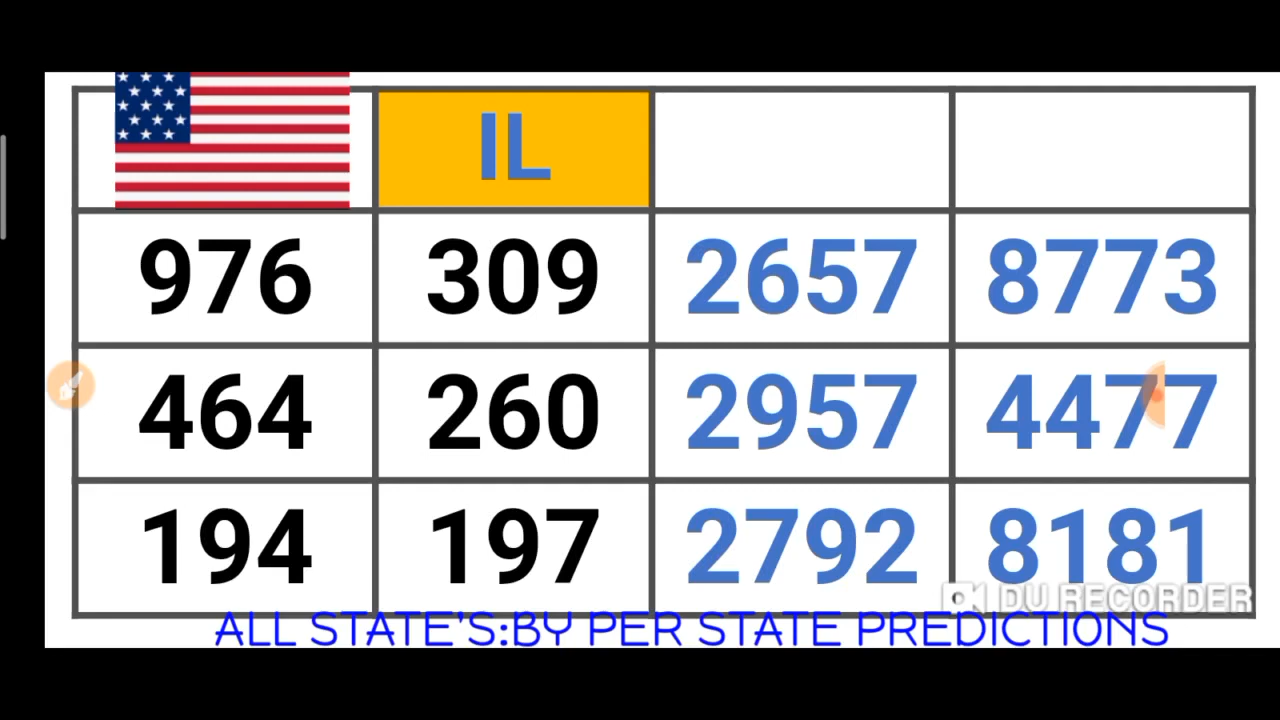 IL
976 309 2657 8773
464 260 2957 4477
194 197 2792 8181
DU RECORDER
ALL STATE'S:BY PER STATE PREDICTIONS